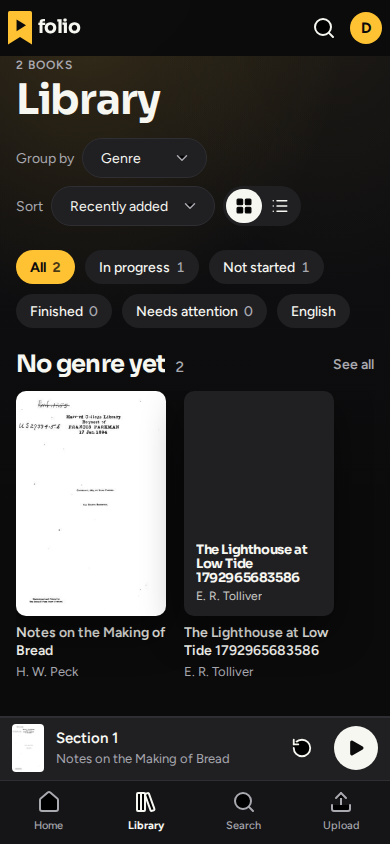 folio
D
2 BOOKS
Library
Group by Genre
Sort Recently added
All 2 In progress 1 Not started 1
Finished 0 Needs attention 0 English
No genre yet 2 See all
Harvard College Library
Bequest of
FRANCIS PARKMAN
17 Jan. 1894
The Lighthouse at
Low Tide
1792965683586
E. R. Tolliver
Notes on the Making of
Bread
H. W. Peck
The Lighthouse at Low
Tide 1792965683586
E. R. Tolliver
Section 1
Notes on the Making of Bread
Home Library Search Upload